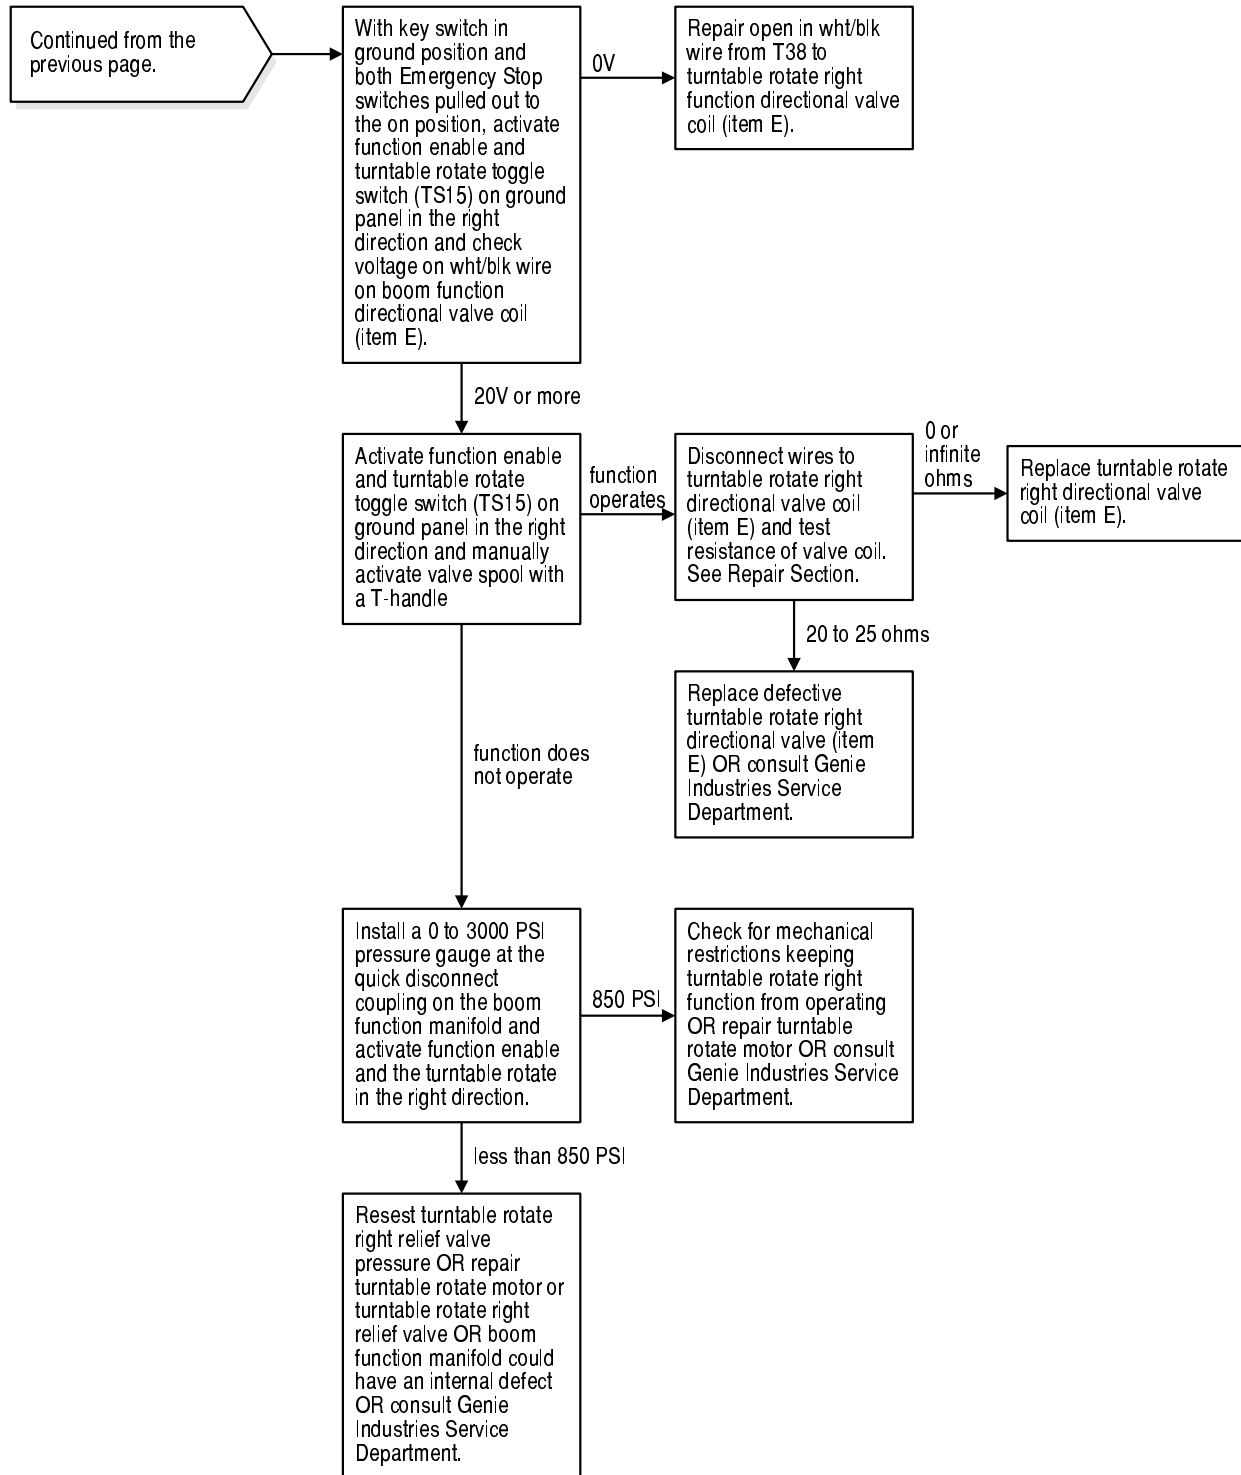 Continued from the
previous page.
With key switch in
ground position and
both Emergency Stop
switches pulled out to
the on position, activate
function enable and
turntable rotate toggle
switch (TS15) on ground
panel in the right
direction and check
voltage on wht/blk wire
on boom function
directional valve coil
(item E).
0V
Repair open in wht/blk
wire from T38 to
turntable rotate right
function directional valve
coil (item E).
20V or more
Activate function enable
and turntable rotate
toggle switch (TS15) on
ground panel in the right
direction and manually
activate valve spool with
a T-handle
function
operates
Disconnect wires to
turntable rotate right
directional valve coil
(item E) and test
resistance of valve coil.
See Repair Section.
0 or
infinite
ohms
Replace turntable rotate
right directional valve
coil (item E).
20 to 25 ohms
Replace defective
turntable rotate right
directional valve (item
E) OR consult Genie
Industries Service
Department.
function does
not operate
Install a 0 to 3000 PSI
pressure gauge at the
quick disconnect
coupling on the boom
function manifold and
activate function enable
and the turntable rotate
in the right direction.
850 PSI
Check for mechanical
restrictions keeping
turntable rotate right
function from operating
OR repair turntable
rotate motor OR consult
Genie Industries Service
Department.
less than 850 PSI
Resest turntable rotate
right relief valve
pressure OR repair
turntable rotate motor or
turntable rotate right
relief valve OR boom
function manifold could
have an internal defect
OR consult Genie
Industries Service
Department.